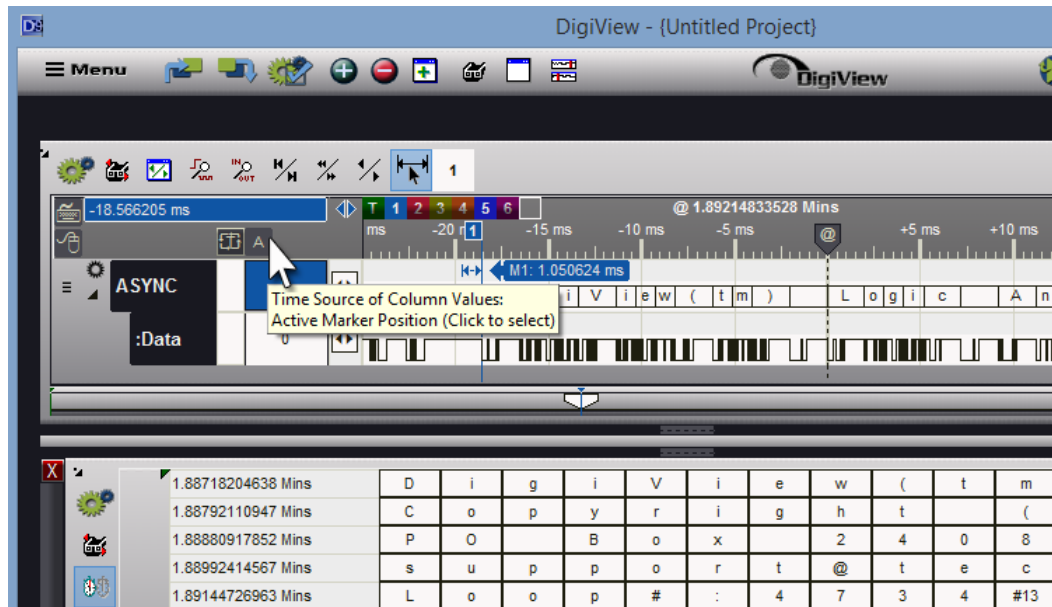 D9 DigiView - {Untitled Project}
Menu DigiView
IN OUT 1
-18.566205 ms T 1 2 3 4 5 6 @ 1.89214833528 Mins
A ms -20 1 -15 ms -10 ms -5 ms @ +5 ms +10 ms
ASYNC M1: 1.050624 ms
Time Source of Column Values: i V i e w ( t m ) L o g i c A n
Active Marker Position (Click to select)
:Data 0
X 1.88718204638 Mins D i g i V i e w ( t m
1.88792110947 Mins C o p y r i g h t (
1.88880917852 Mins P O B o x 2 4 0 8
1.88992414567 Mins s u p p o r t @ t e c
1.89144726963 Mins L o o p # : 4 7 3 4 #13